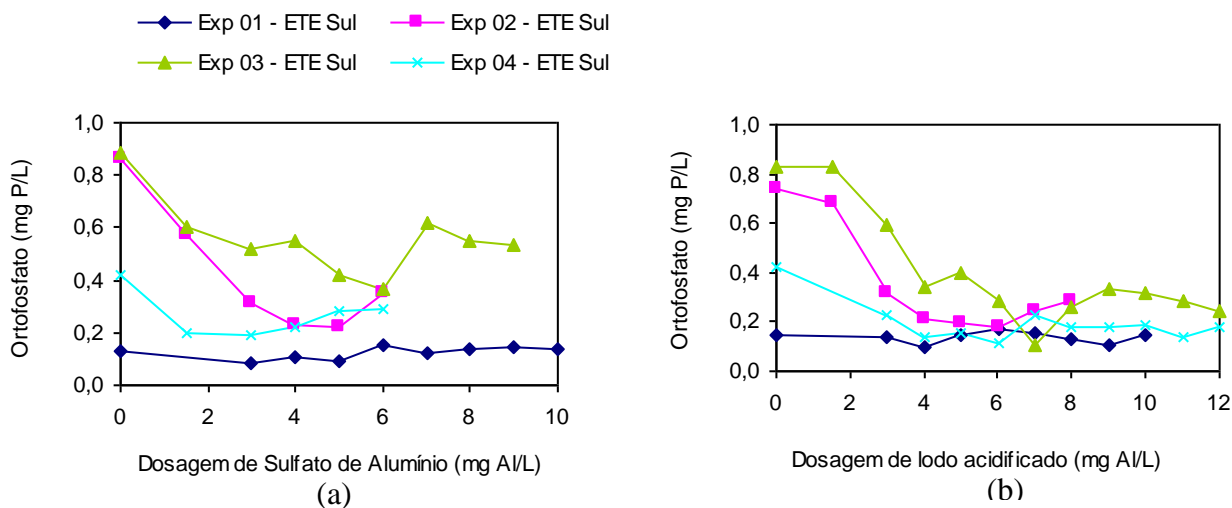 Exp 01 - ETE Sul
Exp 02 - ETE Sul
Exp 03 - ETE Sul
Exp 04 - ETE Sul
Ortofosfato (mg P/L)
1,0
0,8
0,6
0,4
0,2
0,0
0 2 4 6 8 10
Dosagem de Sulfato de Alumínio (mg Al/L)
(a)
Ortofosfato (mg P/L)
1,0
0,8
0,6
0,4
0,2
0,0
0 2 4 6 8 10 12
Dosagem de lodo acidificado (mg Al/L)
(b)